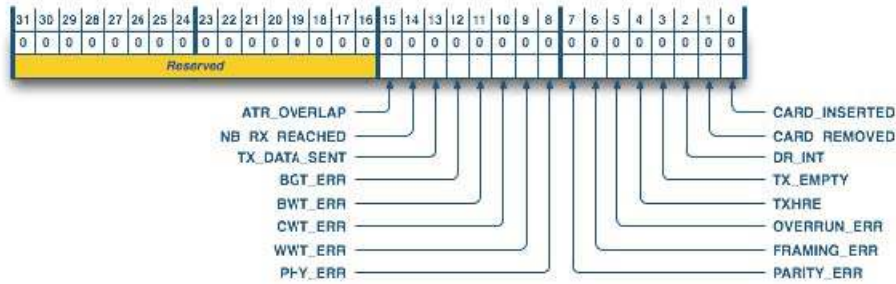 31 30 29 28 27 26 25 24 23 22 21 20 19 18 17 16 15 14 13 12 11 10 9 8 7 6 5 4 3 2 1 0
0 0 0 0 0 0 0 0 0 0 0 0 0 0 0 0 0 0 0 0 0 0 0 0 0 0 0 0 0 0 0 0
Reserved
ATR_OVERLAP CARD_INSERTED
NB_RX_REACHED CARD_REMOVED
TX_DATA_SENT DR_INT
BGT_ERR TX_EMPTY
BWT_ERR TXHRE
CWT_ERR OVERRUN_ERR
WWT_ERR FRAMING_ERR
PHY_ERR PARITY_ERR